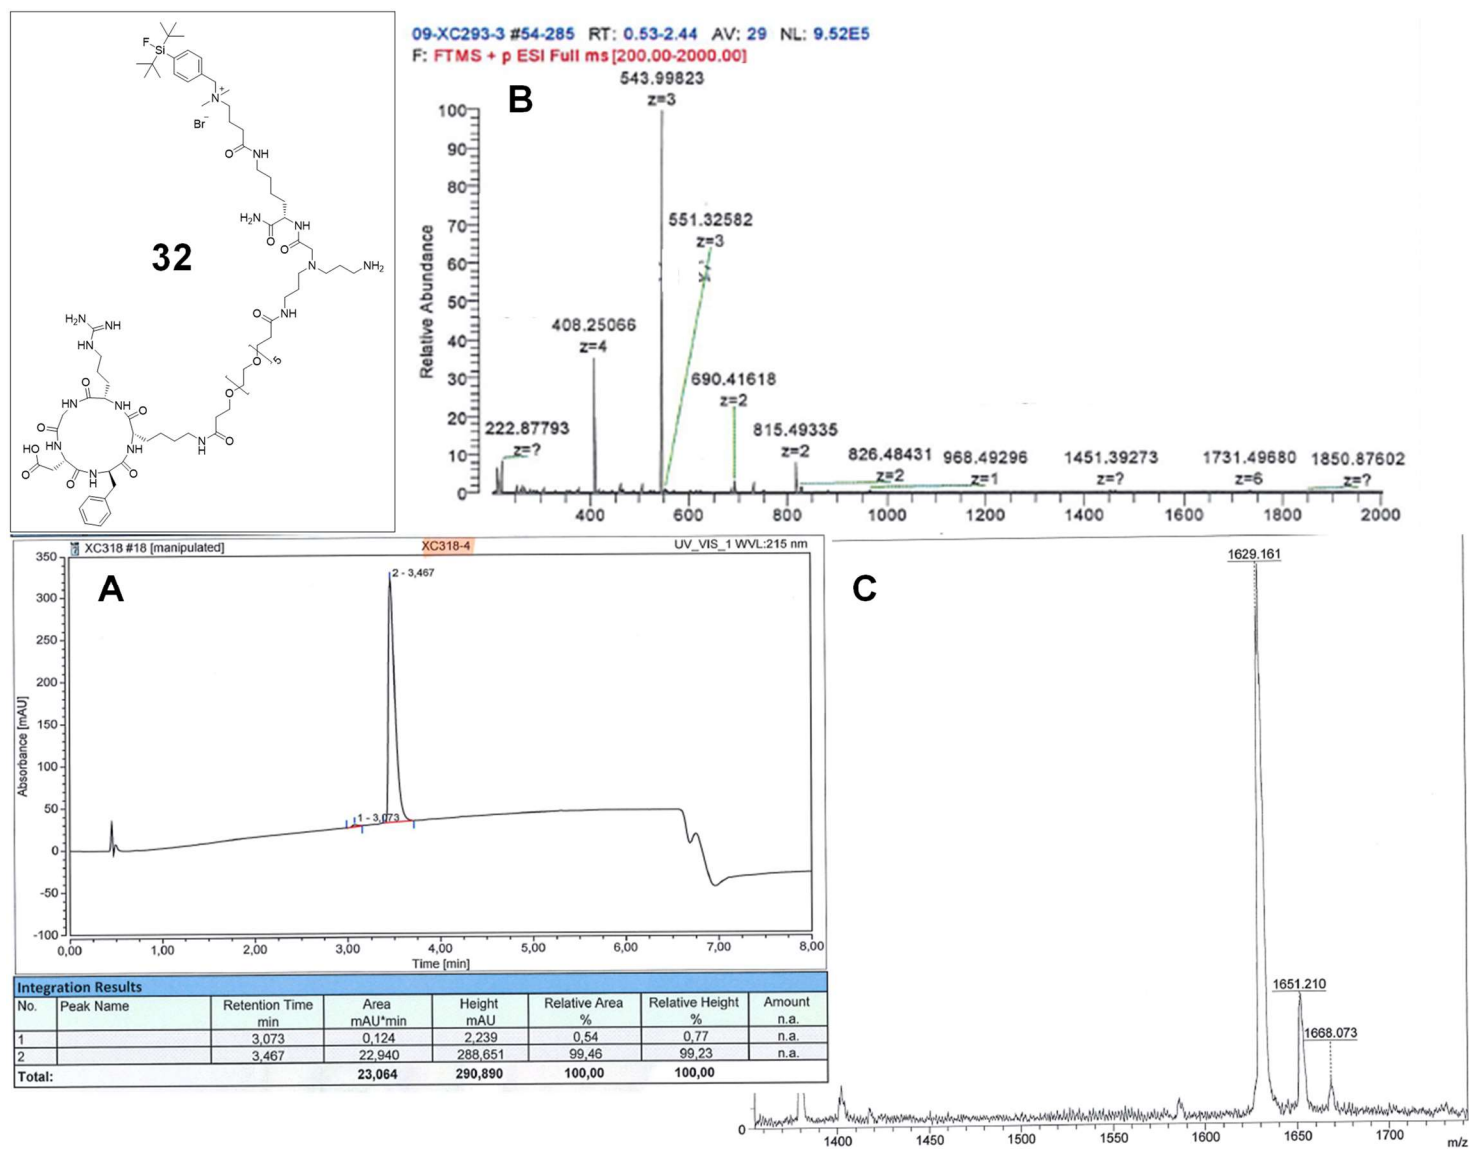 32
09-XC293-3 #54-285 RT: 0.53-2.44 AV: 29 NL: 9.52E5
F: FTMS + p ESI Full ms [200.00-2000.00]
B
543.99823
z=3
551.32582
z=3
408.25066
z=4
690.41618
z=2
222.87793
z=?
815.49335
z=2
826.48431
z=2
968.49296
z=1
1451.39273
z=?
1731.49680
z=6
1850.87602
z=?
Relative Abundance
100
90
80
70
60
50
40
30
20
10
0
400 600 800 1000 1200 1400 1600 1800 2000
F
Si
N
+
Br
-
O
NH
H2N
O
NH
O
N
NH2
O
NH
O
5
O
H2N
NH
HN
O
HN
NH
O
O
NH
HO
O
O
HN
O
NH
N
H
O
XC318 #18 [manipulated] XC318-4 UV_VIS_1 WVL:215 nm
A
2 - 3,467
1 - 3,073
Absorbance [mAU]
350
300
250
200
150
100
50
0
-50
-100
0,00 1,00 2,00 3,00 4,00 5,00 6,00 7,00 8,00
Time [min]
Integration Results
No. Peak Name Retention Time Area Height Relative Area Relative Height Amount
min mAU*min mAU % % n.a.
1 3,073 0,124 2,239 0,54 0,77 n.a.
2 3,467 22,940 288,651 99,46 99,23 n.a.
Total: 23,064 290,890 100,00 100,00
C
1629.161
1651.210
1668.073
0
1400 1450 1500 1550 1600 1650 1700 m/z